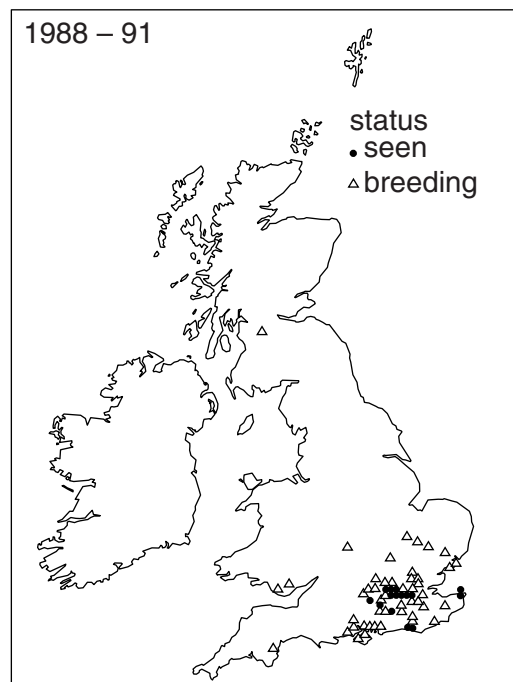 1988 – 91
status
seen
breeding